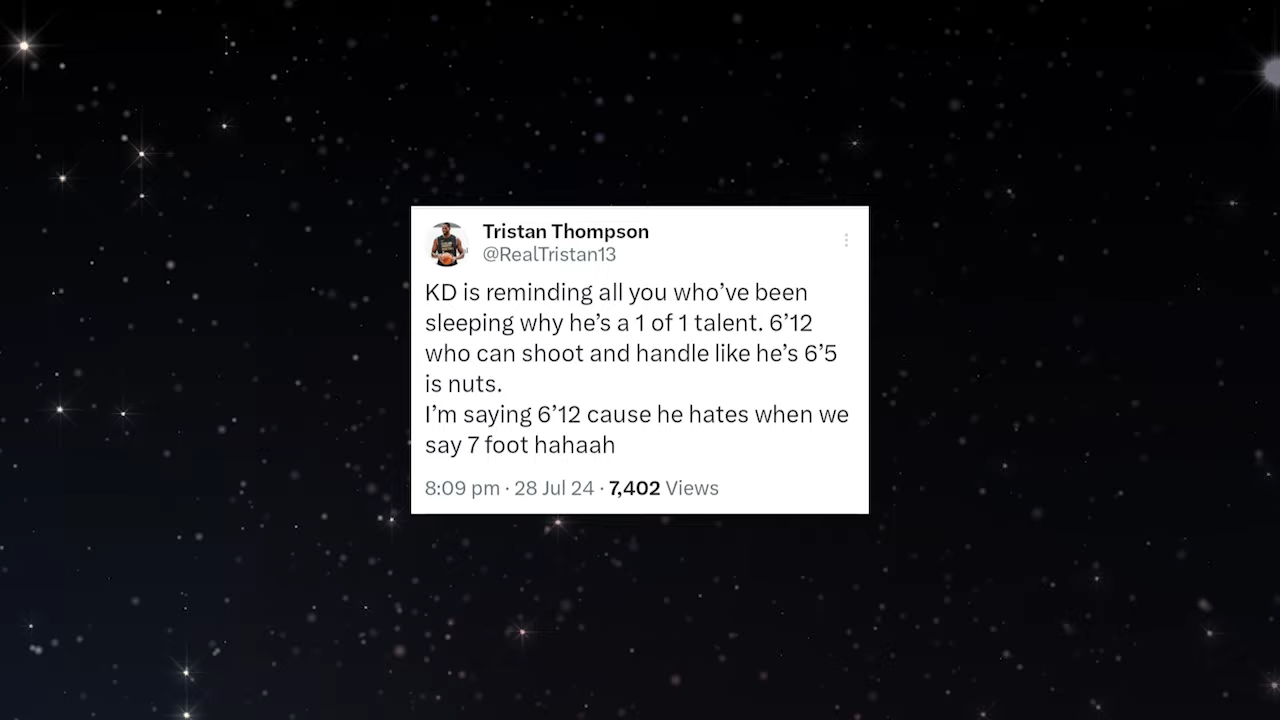 Tristan Thompson
@RealTristan13
KD is reminding all you who’ve been
sleeping why he’s a 1 of 1 talent. 6’12
who can shoot and handle like he’s 6’5
is nuts.
I’m saying 6’12 cause he hates when we
say 7 foot hahaah
8:09 pm · 28 Jul 24 · 7,402 Views